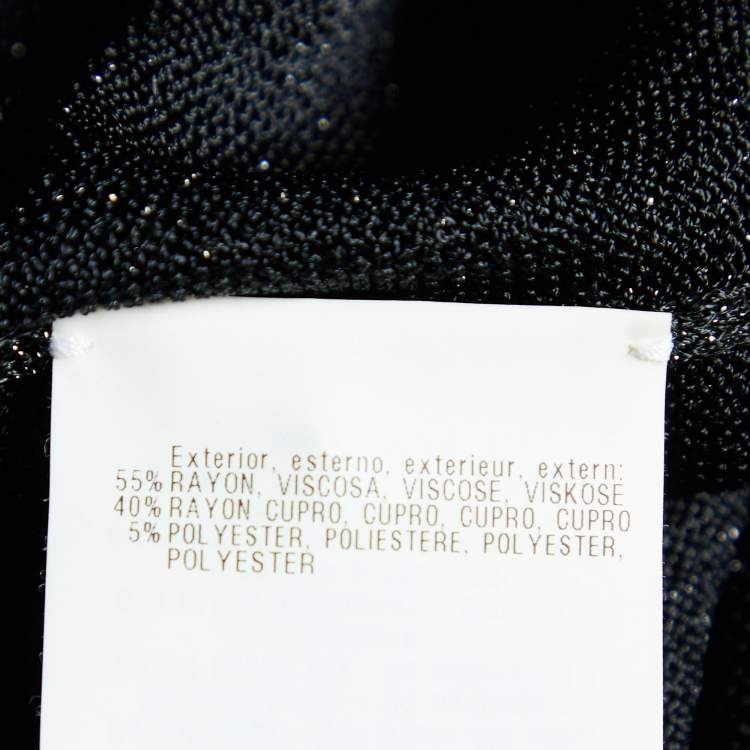 Exterior, esterno, exterieur, extern:
55% RAYON, VISCOSA, VISCOSE, VISKOSE
40% RAYON CUPRO, CUPRO, CUPRO, CUPRO
5% POLYESTER, POLIESTERE, POLYESTER,
POLYESTER